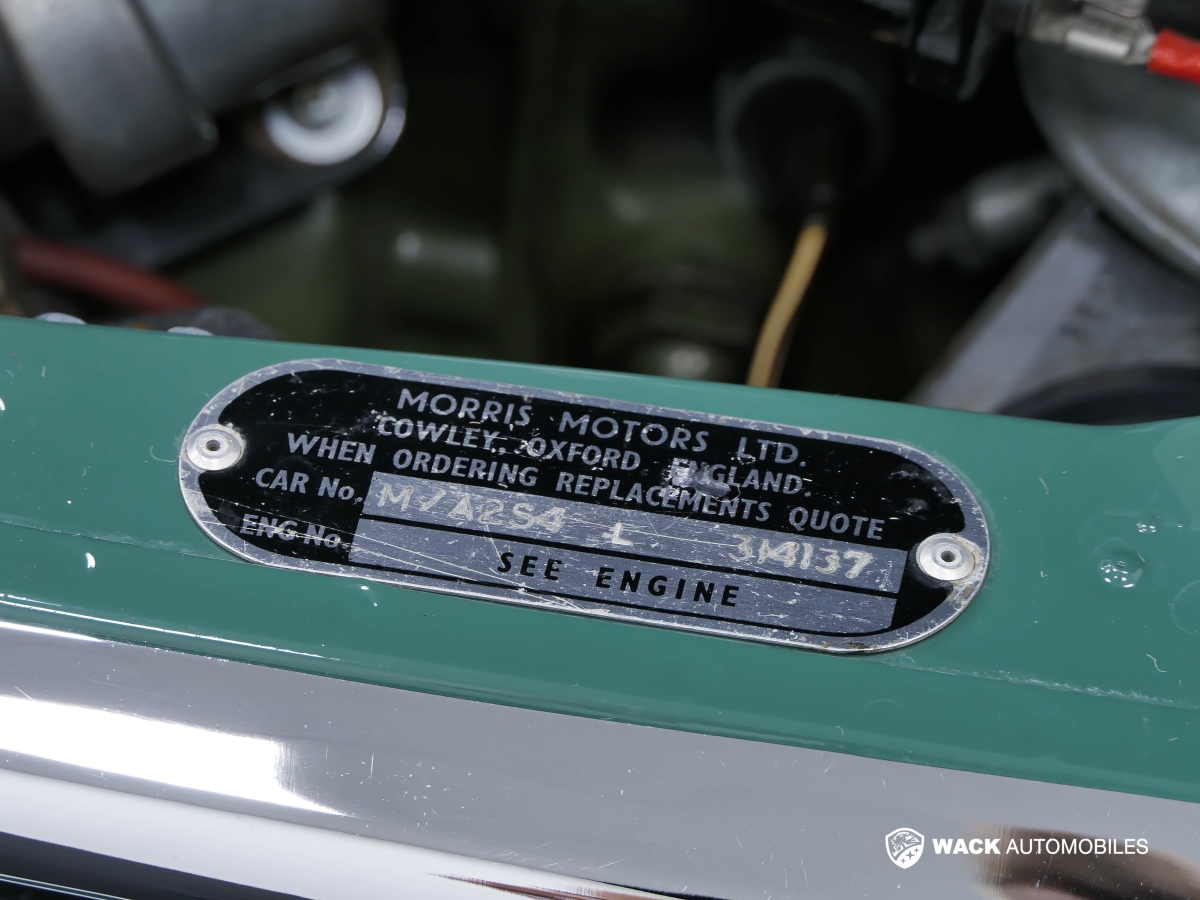 MORRIS MOTORS LTD.
COWLEY, OXFORD ENGLAND.
WHEN ORDERING REPLACEMENTS QUOTE
CAR No. M/A2S4 L 314137
ENG No. SEE ENGINE
WACK AUTOMOBILES